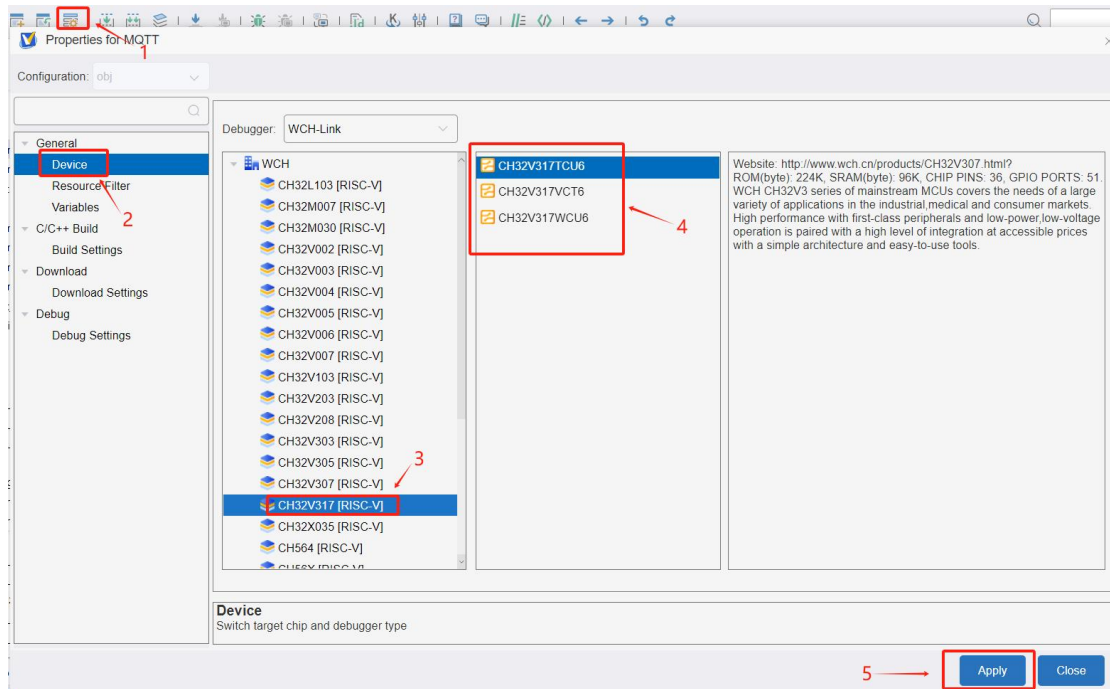 Properties for MQTT
1
Configuration: obj
General
Device
Resource Filter
Variables
2
C/C++ Build
Build Settings
Download
Download Settings
Debug
Debug Settings
Debugger: WCH-Link
WCH
CH32L103 [RISC-V]
CH32M007 [RISC-V]
CH32M030 [RISC-V]
CH32V002 [RISC-V]
CH32V003 [RISC-V]
CH32V004 [RISC-V]
CH32V005 [RISC-V]
CH32V006 [RISC-V]
CH32V007 [RISC-V]
CH32V103 [RISC-V]
CH32V203 [RISC-V]
CH32V208 [RISC-V]
CH32V303 [RISC-V]
CH32V305 [RISC-V]
3
CH32V307 [RISC-V]
CH32V317 [RISC-V]
CH32X035 [RISC-V]
CH564 [RISC-V]
CH56X [RISC-V]
CH32V317TCU6
CH32V317VCT6
CH32V317WCU6
4
Website: http://www.wch.cn/products/CH32V307.html?
ROM(byte): 224K, SRAM(byte): 96K, CHIP PINS: 36, GPIO PORTS: 51.
WCH CH32V3 series of mainstream MCUs covers the needs of a large
variety of applications in the industrial,medical and consumer markets.
High performance with first-class peripherals and low-power,low-voltage
operation is paired with a high level of integration at accessible prices
with a simple architecture and easy-to-use tools.
Device
Switch target chip and debugger type
5
Apply
Close